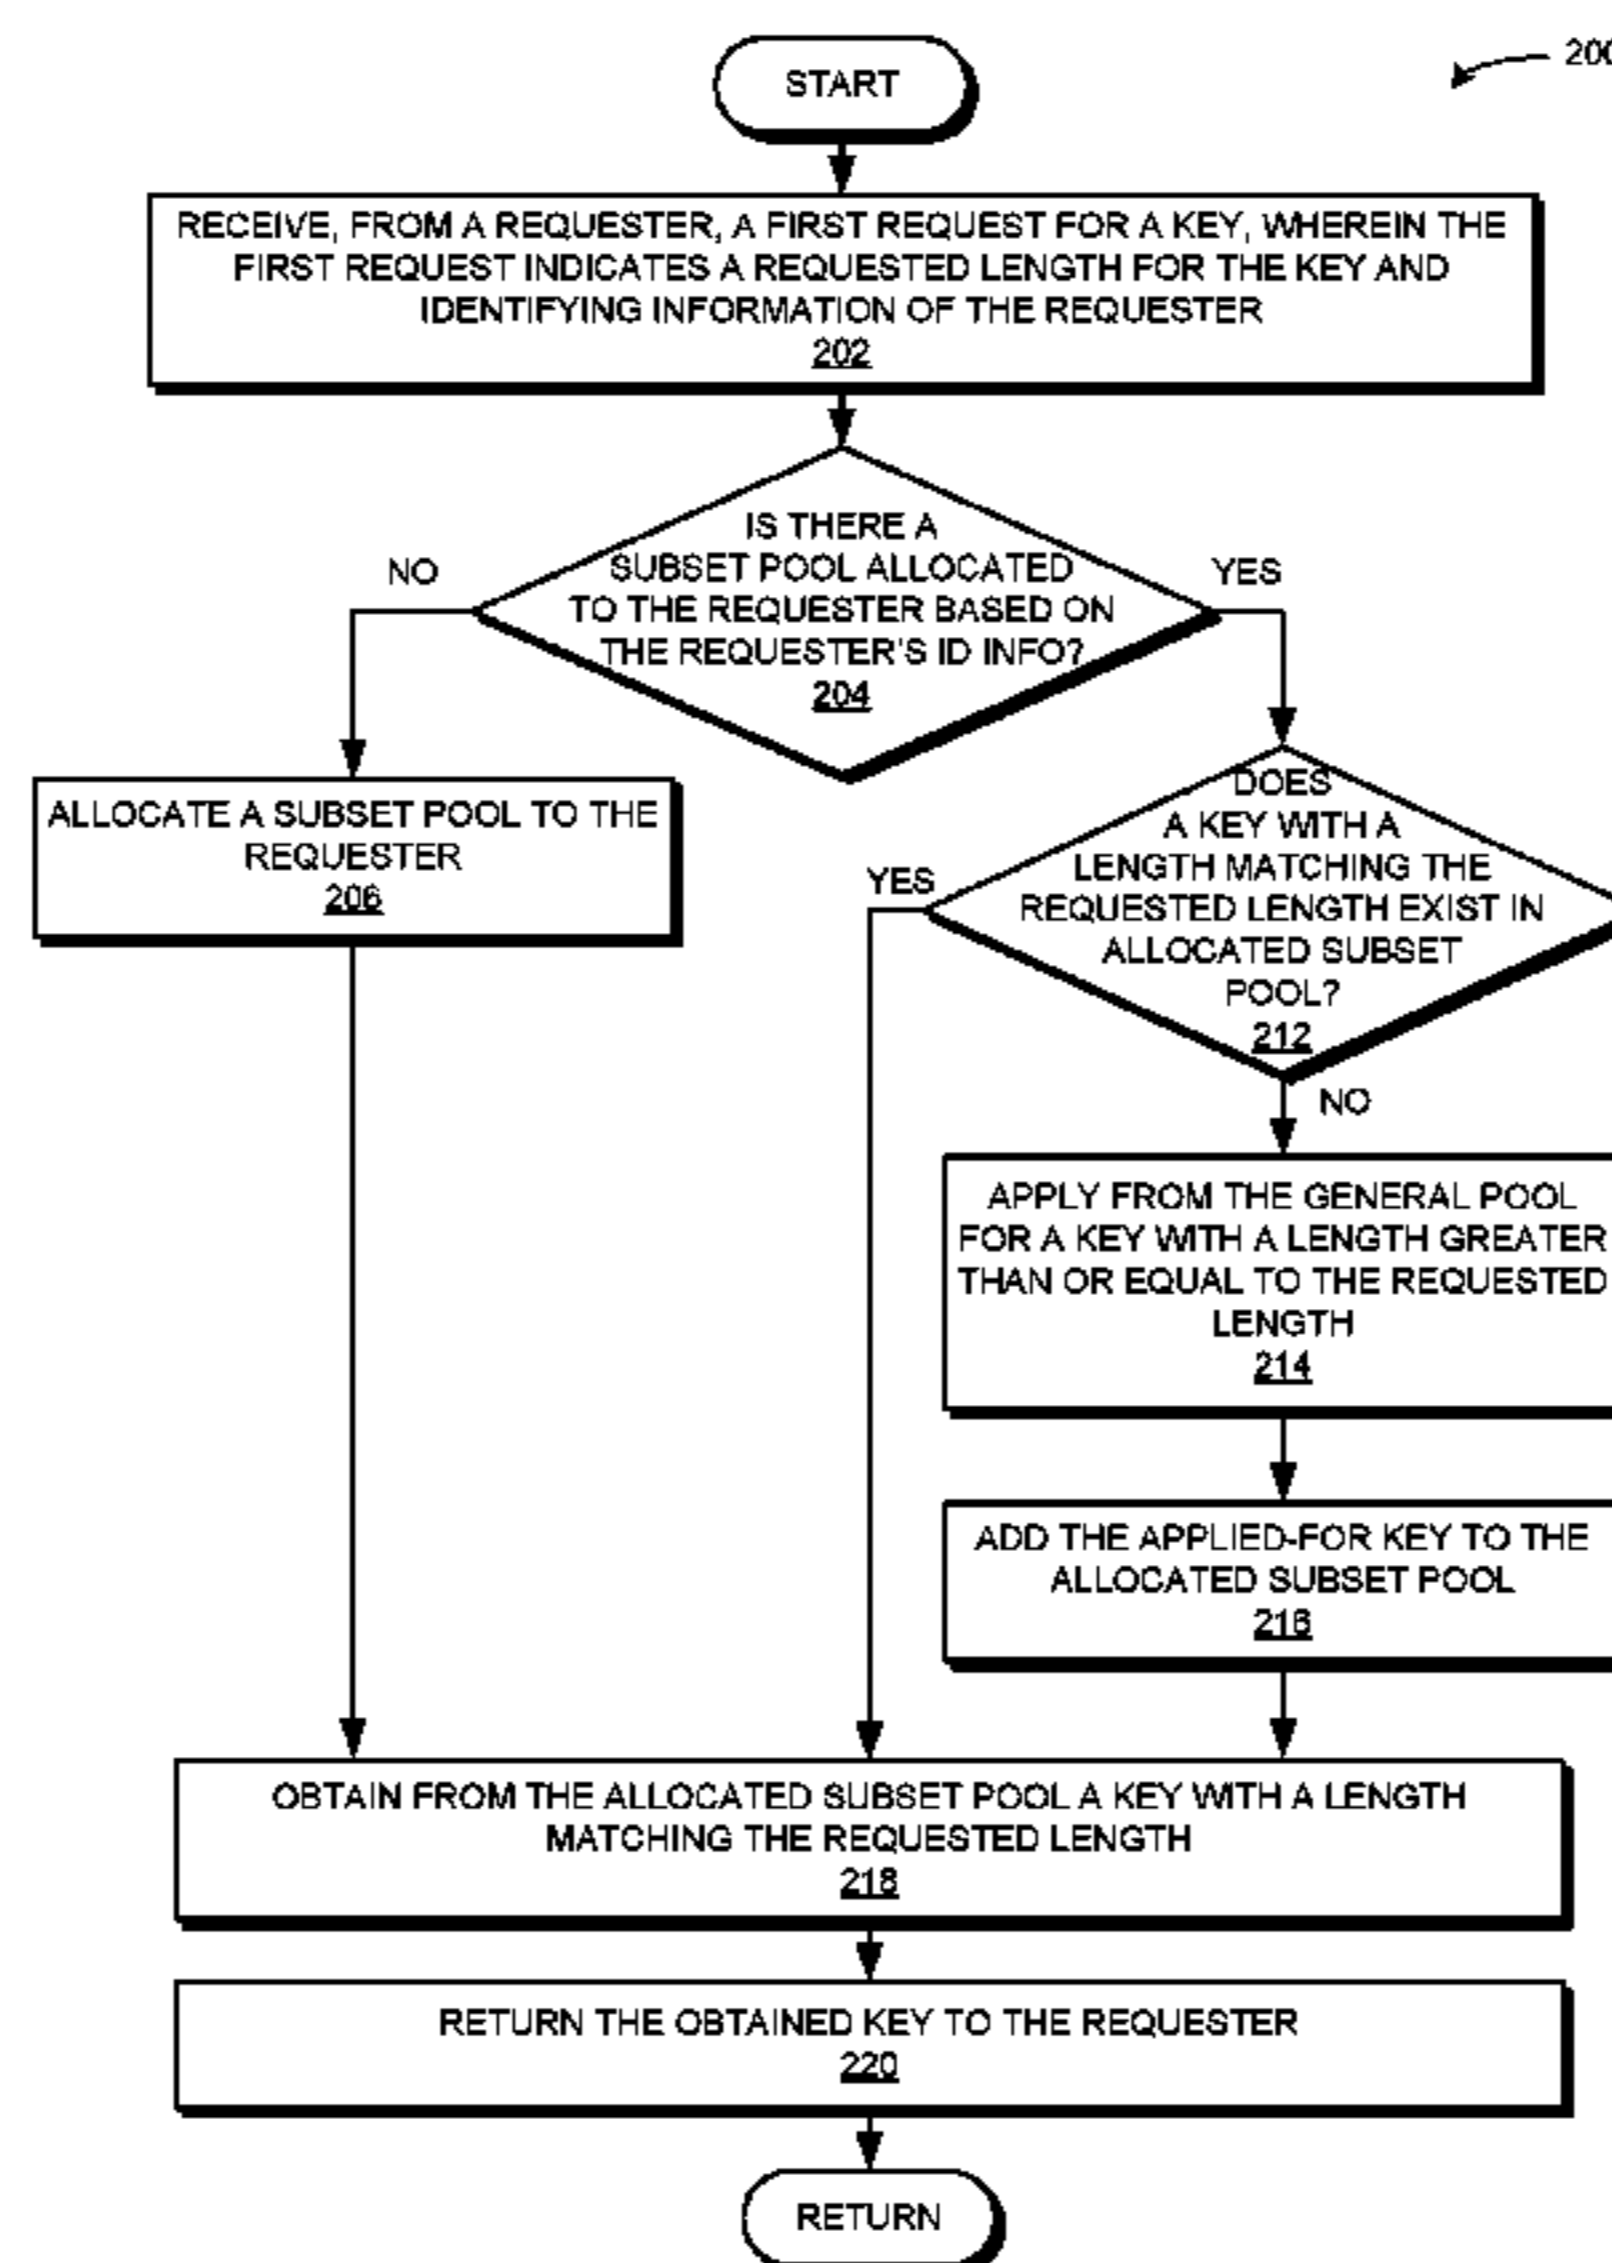 START
200
RECEIVE, FROM A REQUESTER, A FIRST REQUEST FOR A KEY, WHEREIN THE
FIRST REQUEST INDICATES A REQUESTED LENGTH FOR THE KEY AND
IDENTIFYING INFORMATION OF THE REQUESTER
202
IS THERE A
SUBSET POOL ALLOCATED
TO THE REQUESTER BASED ON
THE REQUESTER'S ID INFO?
204
NO
YES
ALLOCATE A SUBSET POOL TO THE
REQUESTER
206
DOES
A KEY WITH A
LENGTH MATCHING THE
REQUESTED LENGTH EXIST IN
ALLOCATED SUBSET
POOL?
212
YES
NO
APPLY FROM THE GENERAL POOL
FOR A KEY WITH A LENGTH GREATER
THAN OR EQUAL TO THE REQUESTED
LENGTH
214
ADD THE APPLIED-FOR KEY TO THE
ALLOCATED SUBSET POOL
216
OBTAIN FROM THE ALLOCATED SUBSET POOL A KEY WITH A LENGTH
MATCHING THE REQUESTED LENGTH
218
RETURN THE OBTAINED KEY TO THE REQUESTER
220
RETURN